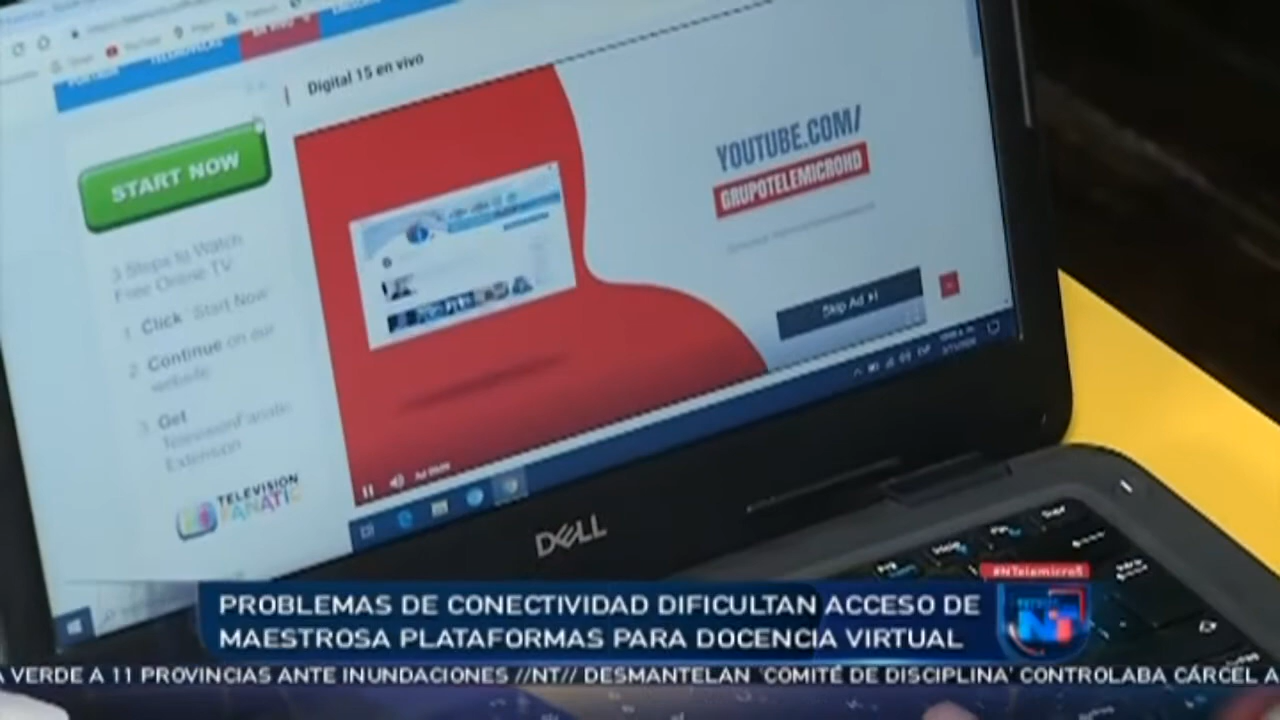 YouTube
Digital 15 en vivo
START NOW
3 Steps to Watch
Free Online TV
1 Click "Start Now"
2 Continue on our
website
3 Get
Extension
TELEVISION
FANATIC
YOUTUBE.COM/
GRUPOTELEMICROHD
Skip Ad
DELL
#NTelemicro5
NT
PROBLEMAS DE CONECTIVIDAD DIFICULTAN ACCESO DE
MAESTROSA PLATAFORMAS PARA DOCENCIA VIRTUAL
A VERDE A 11 PROVINCIAS ANTE INUNDACIONES //NT// DESMANTELAN 'COMITÉ DE DISCIPLINA' CONTROLABA CÁRCEL A